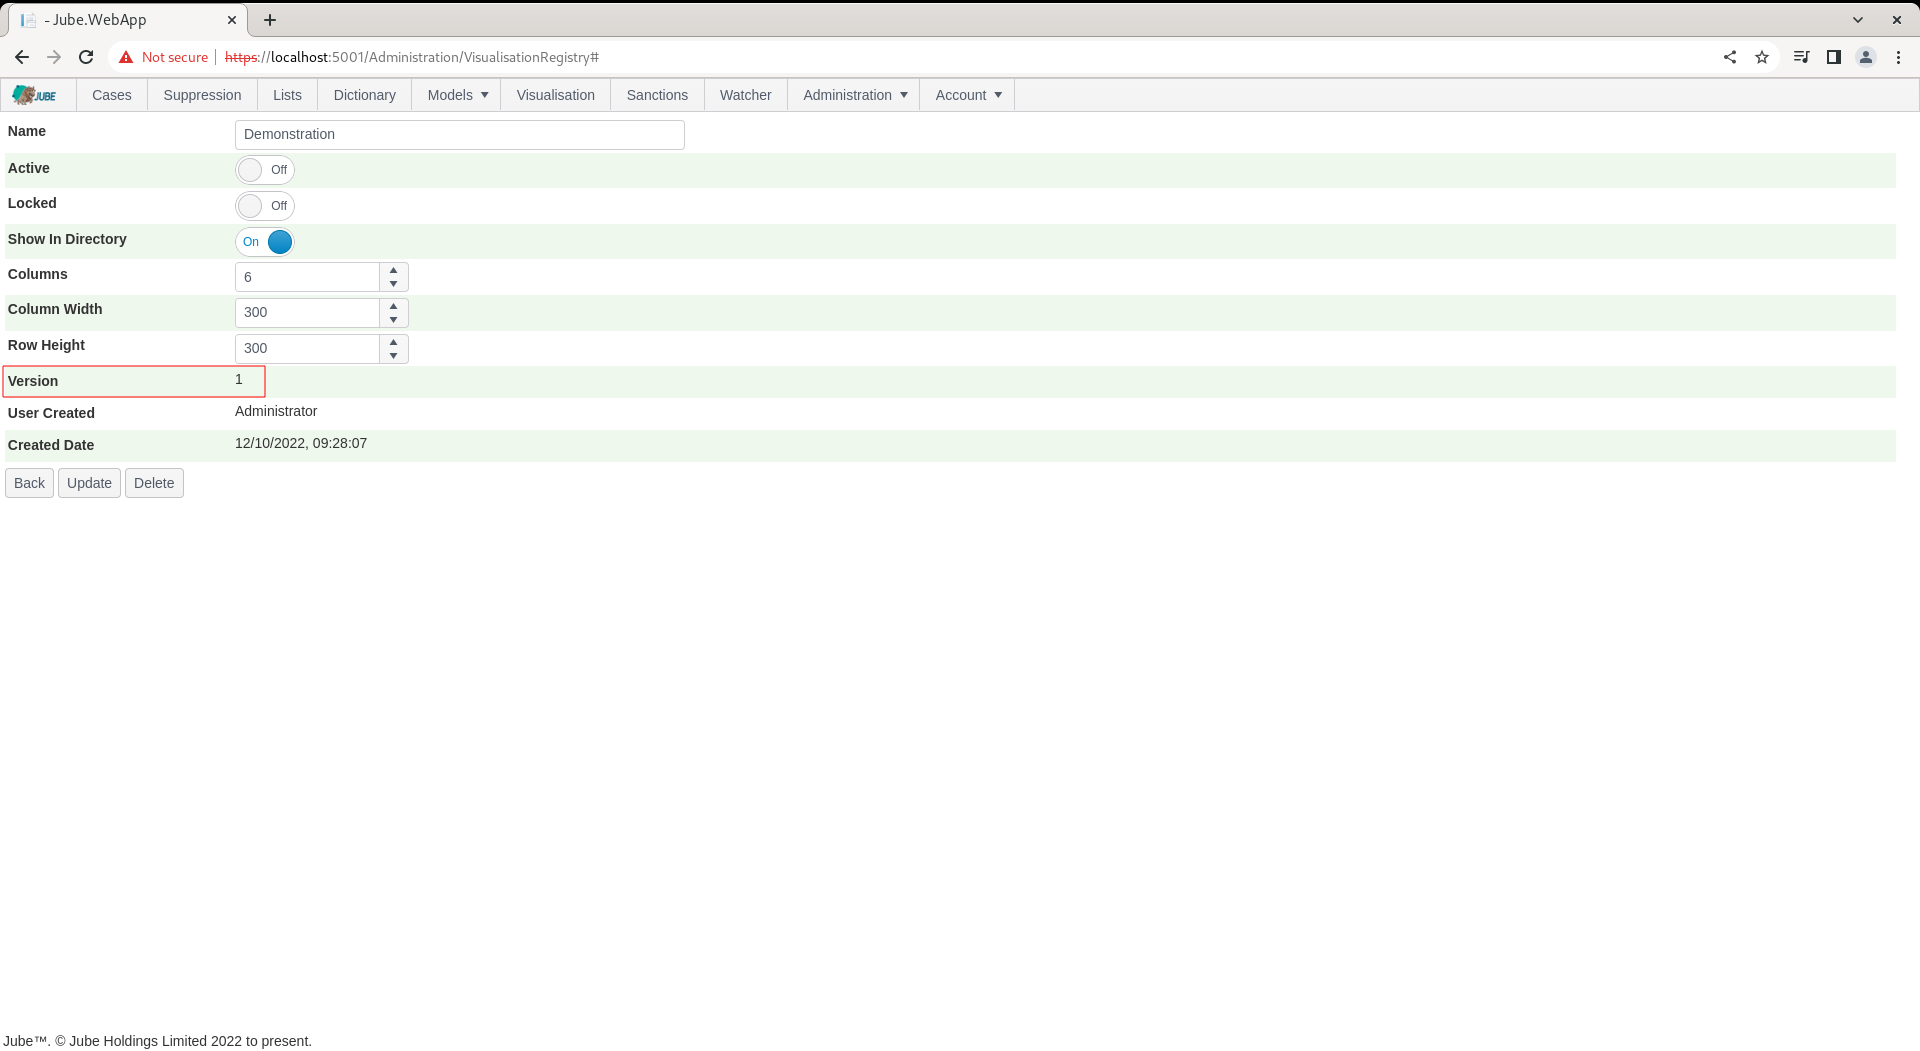 - Jube.WebApp
Not secure https://localhost:5001/Administration/VisualisationRegistry#
JUBE Cases Suppression Lists Dictionary Models Visualisation Sanctions Watcher Administration Account
Name Demonstration
Active Off
Locked Off
Show In Directory On
Columns 6
Column Width 300
Row Height 300
Version 1
User Created Administrator
Created Date 12/10/2022, 09:28:07
Back Update Delete
Jube™. © Jube Holdings Limited 2022 to present.